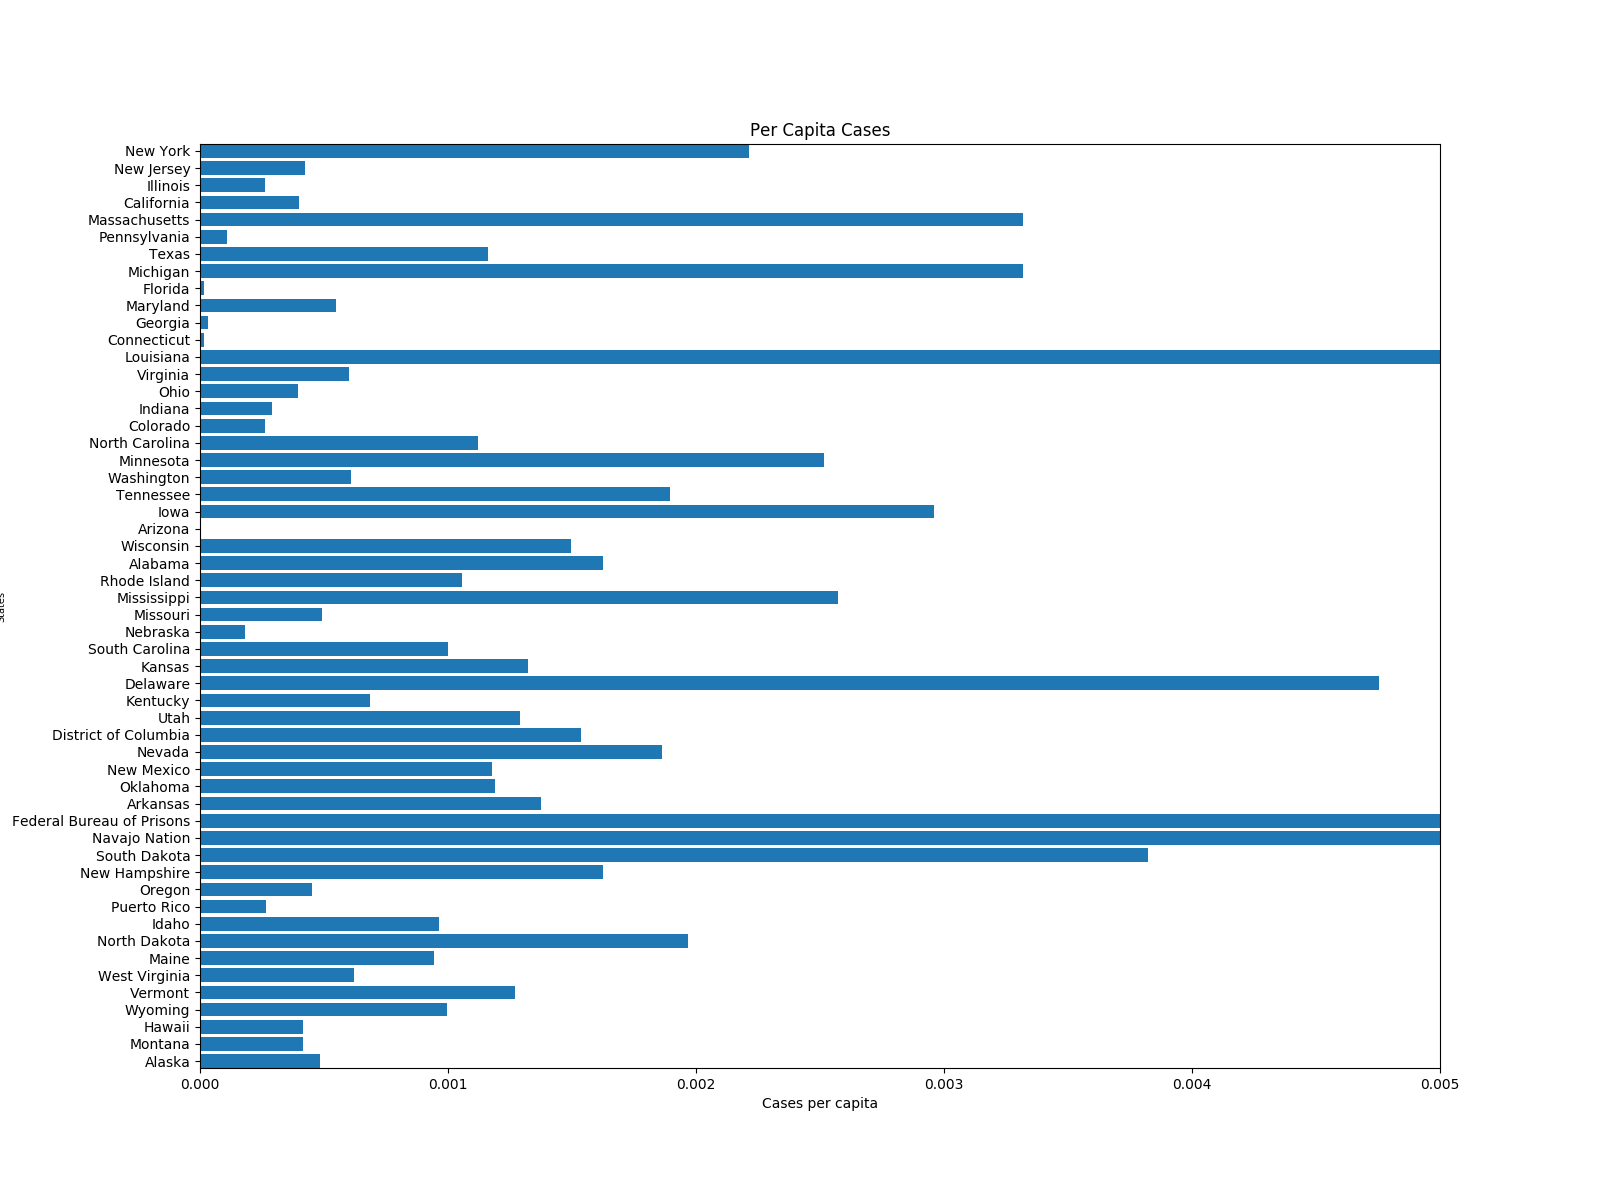 Per Capita Cases
New York
New Jersey
Illinois
California
Massachusetts
Pennsylvania
Texas
Michigan
Florida
Maryland
Georgia
Connecticut
Louisiana
Virginia
Ohio
Indiana
Colorado
North Carolina
Minnesota
Washington
Tennessee
Iowa
Arizona
Wisconsin
Alabama
Rhode Island
Mississippi
Missouri
Nebraska
South Carolina
Kansas
Delaware
Kentucky
Utah
District of Columbia
Nevada
New Mexico
Oklahoma
Arkansas
Federal Bureau of Prisons
Navajo Nation
South Dakota
New Hampshire
Oregon
Puerto Rico
Idaho
North Dakota
Maine
West Virginia
Vermont
Wyoming
Hawaii
Montana
Alaska
States
0.000 0.001 0.002 0.003 0.004 0.005
Cases per capita